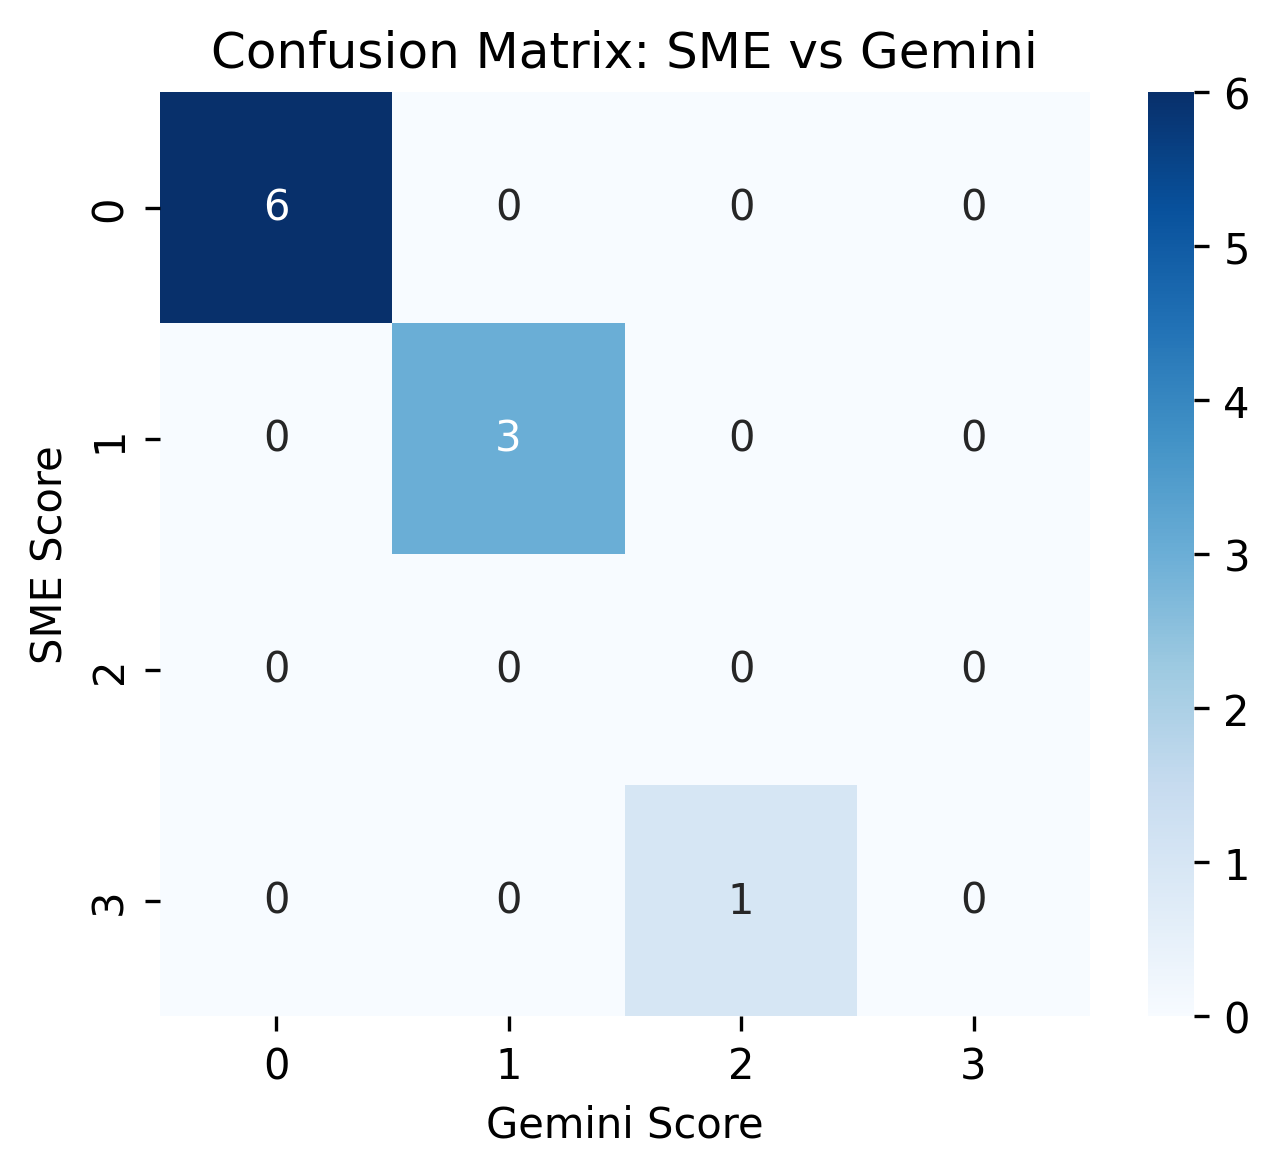 Confusion Matrix: SME vs Gemini
6
0 6 0 0 0
5
4
1 0 3 0 0
SME Score
3
2 0 0 0 0
2
1
3 0 0 1 0
0
0 1 2 3
Gemini Score